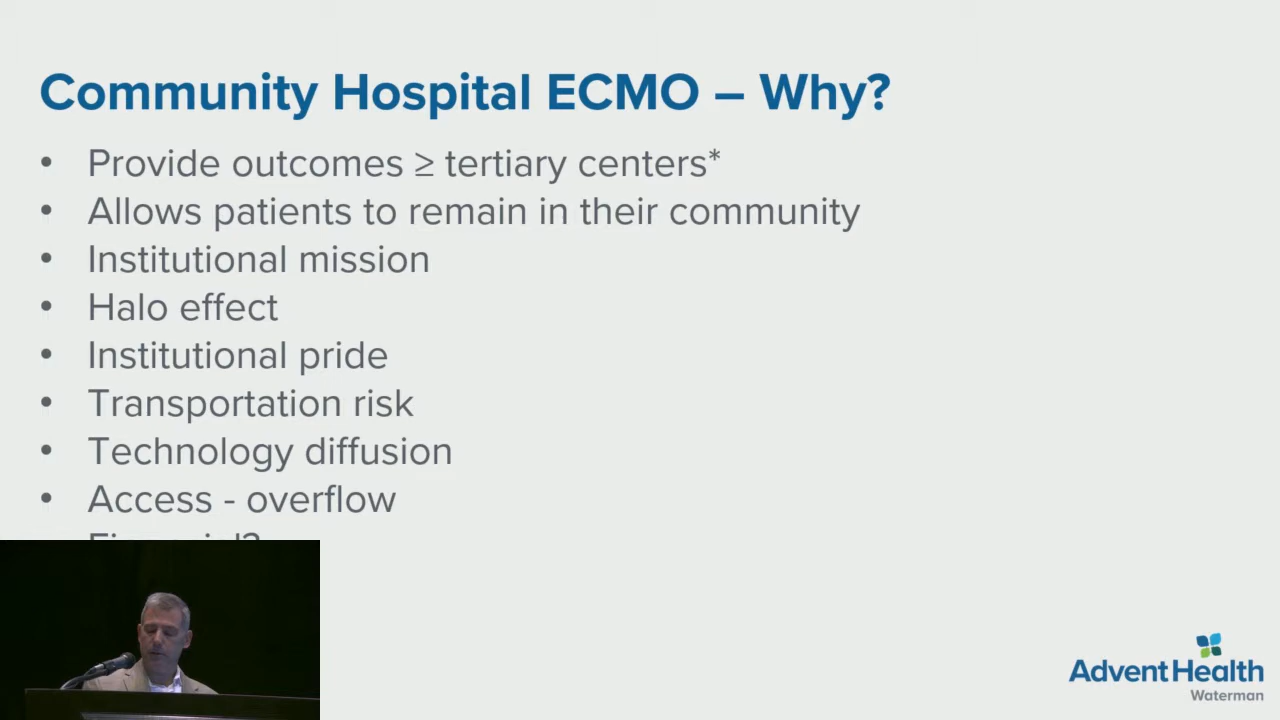 Community Hospital ECMO – Why?
• Provide outcomes ≥ tertiary centers*
• Allows patients to remain in their community
• Institutional mission
• Halo effect
• Institutional pride
• Transportation risk
• Technology diffusion
• Access - overflow
Financial?
AdventHealth
Waterman